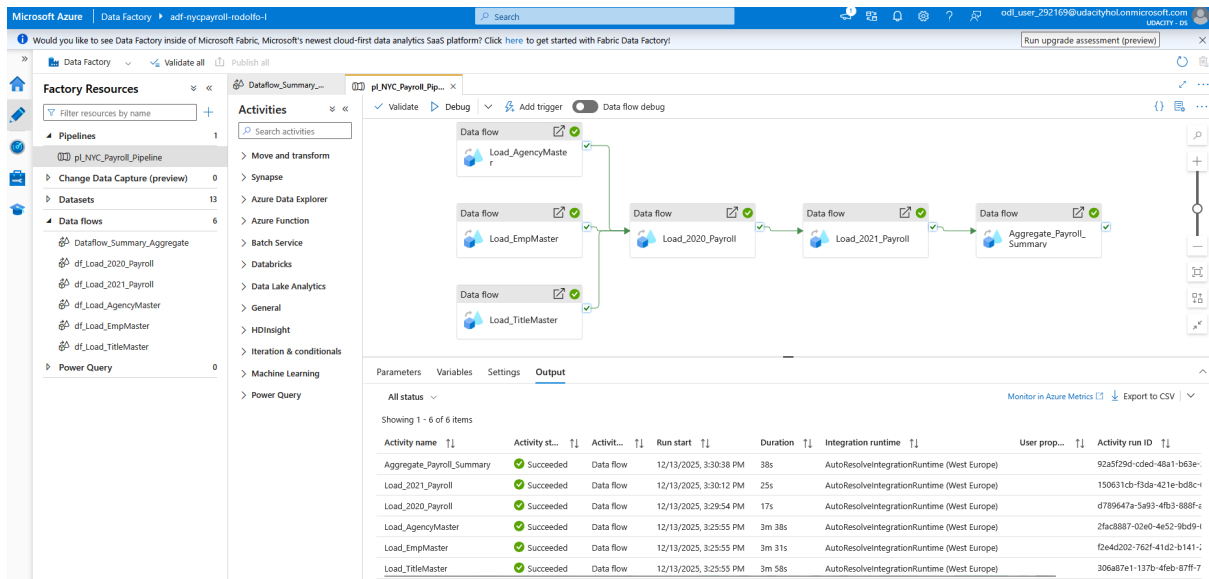 Microsoft Azure Data Factory adf-nycpayroll-rodolfo-l Search 1 odl_user_292169@udacityhol.onmicrosoft.com
UDACITY - DS
Would you like to see Data Factory inside of Microsoft Fabric, Microsoft's newest cloud-first data analytics SaaS platform? Click here to get started with Fabric Data Factory! Run upgrade assessment (preview)
Data Factory Validate all Publish all
Factory Resources
Filter resources by name
Pipelines 1
pl_NYC_Payroll_Pipeline
Change Data Capture (preview) 0
Datasets 13
Data flows 6
Dataflow_Summary_Aggregate
df_Load_2020_Payroll
df_Load_2021_Payroll
df_Load_AgencyMaster
df_Load_EmpMaster
df_Load_TitleMaster
Power Query 0
Dataflow_Summary_... pl_NYC_Payroll_Pip...
Activities
Search activities
Move and transform
Synapse
Azure Data Explorer
Azure Function
Batch Service
Databricks
Data Lake Analytics
General
HDInsight
Iteration & conditionals
Machine Learning
Power Query
Validate Debug Add trigger Data flow debug
Data flow
Load_AgencyMaste
r
Data flow
Load_EmpMaster
Data flow
Load_TitleMaster
Data flow
Load_2020_Payroll
Data flow
Load_2021_Payroll
Data flow
Aggregate_Payroll_
Summary
Parameters Variables Settings Output
All status Monitor in Azure Metrics Export to CSV
Showing 1 - 6 of 6 items
Activity name Activity st... Activit... Run start Duration Integration runtime User prop... Activity run ID
Aggregate_Payroll_Summary Succeeded Data flow 12/13/2025, 3:30:38 PM 38s AutoResolveIntegrationRuntime (West Europe) 92a5f29d-cded-48a1-b63e-
Load_2021_Payroll Succeeded Data flow 12/13/2025, 3:30:12 PM 25s AutoResolveIntegrationRuntime (West Europe) 150631cb-f3da-421e-bd8c-
Load_2020_Payroll Succeeded Data flow 12/13/2025, 3:29:54 PM 17s AutoResolveIntegrationRuntime (West Europe) d789647a-5a93-4fb3-888f-
Load_AgencyMaster Succeeded Data flow 12/13/2025, 3:25:55 PM 3m 38s AutoResolveIntegrationRuntime (West Europe) 2fac8887-02e0-4e52-9bd9-
Load_EmpMaster Succeeded Data flow 12/13/2025, 3:25:55 PM 3m 31s AutoResolveIntegrationRuntime (West Europe) f2e4d202-762f-41d2-b141-
Load_TitleMaster Succeeded Data flow 12/13/2025, 3:25:55 PM 3m 58s AutoResolveIntegrationRuntime (West Europe) 306a87e1-137b-4feb-87ff-7